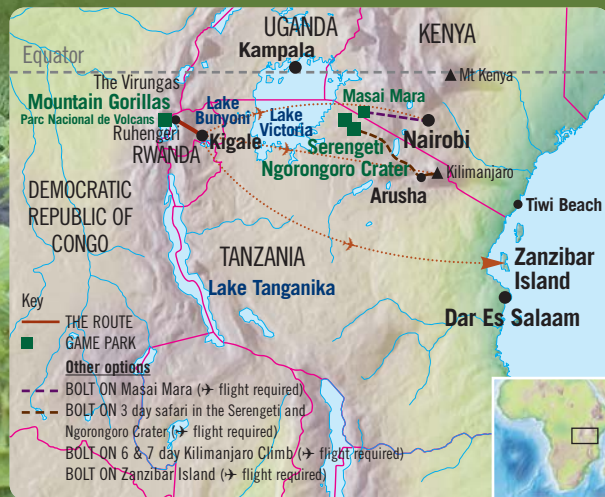 UGANDA
KENYA
Kampala
Equator
Mt Kenya
The Virungas
Mountain Gorillas
Parc Nacional de Volcans
Ruhengeri
Lake
Bunyoni
Lake
Victoria
Masai Mara
Nairobi
Kigale
RWANDA
Serengeti
Ngorongoro Crater
Kilimanjaro
Arusha
DEMOCRATIC
REPUBLIC OF
CONGO
Tiwi Beach
TANZANIA
Zanzibar
Island
Lake Tanganika
Dar Es Salaam
Key
THE ROUTE
GAME PARK
Other options
BOLT ON Masai Mara (✈ flight required)
BOLT ON 3 day safari in the Serengeti and
Ngorongoro Crater (✈ flight required)
BOLT ON 6 & 7 day Kilimanjaro Climb (✈ flight required)
BOLT ON Zanzibar Island (✈ flight required)